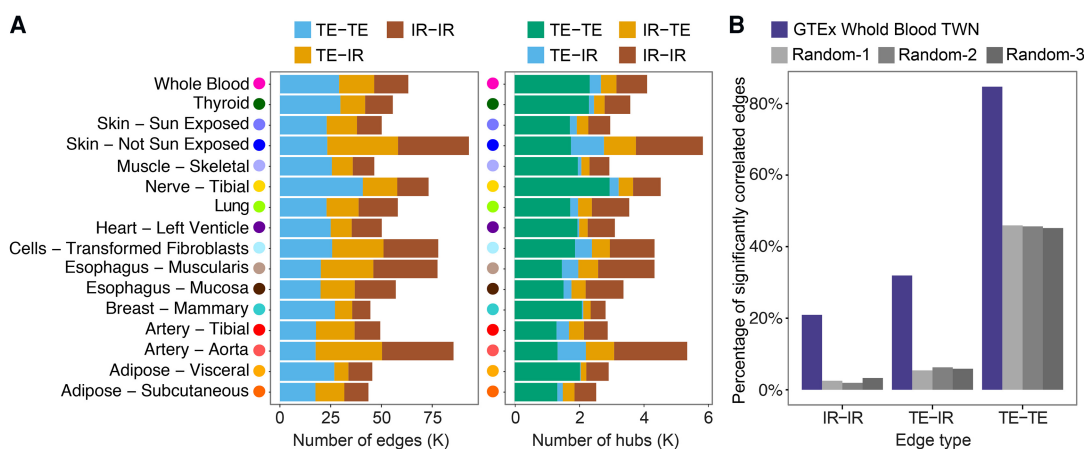 A
TE−TE IR−IR
TE−IR
TE−TE IR−TE
TE−IR IR−IR
Whole Blood
Thyroid
Skin − Sun Exposed
Skin − Not Sun Exposed
Muscle − Skeletal
Nerve − Tibial
Lung
Heart − Left Venticle
Cells − Transformed Fibroblasts
Esophagus − Muscularis
Esophagus − Mucosa
Breast − Mammary
Artery − Tibial
Artery − Aorta
Adipose − Visceral
Adipose − Subcutaneous
0 25 50 75
Number of edges (K)
0 2 4 6
Number of hubs (K)
B
GTEx Whold Blood TWN
Random−1 Random−2 Random−3
Percentage of significantly correlated edges
80%
60%
40%
20%
0%
IR−IR TE−IR TE−TE
Edge type